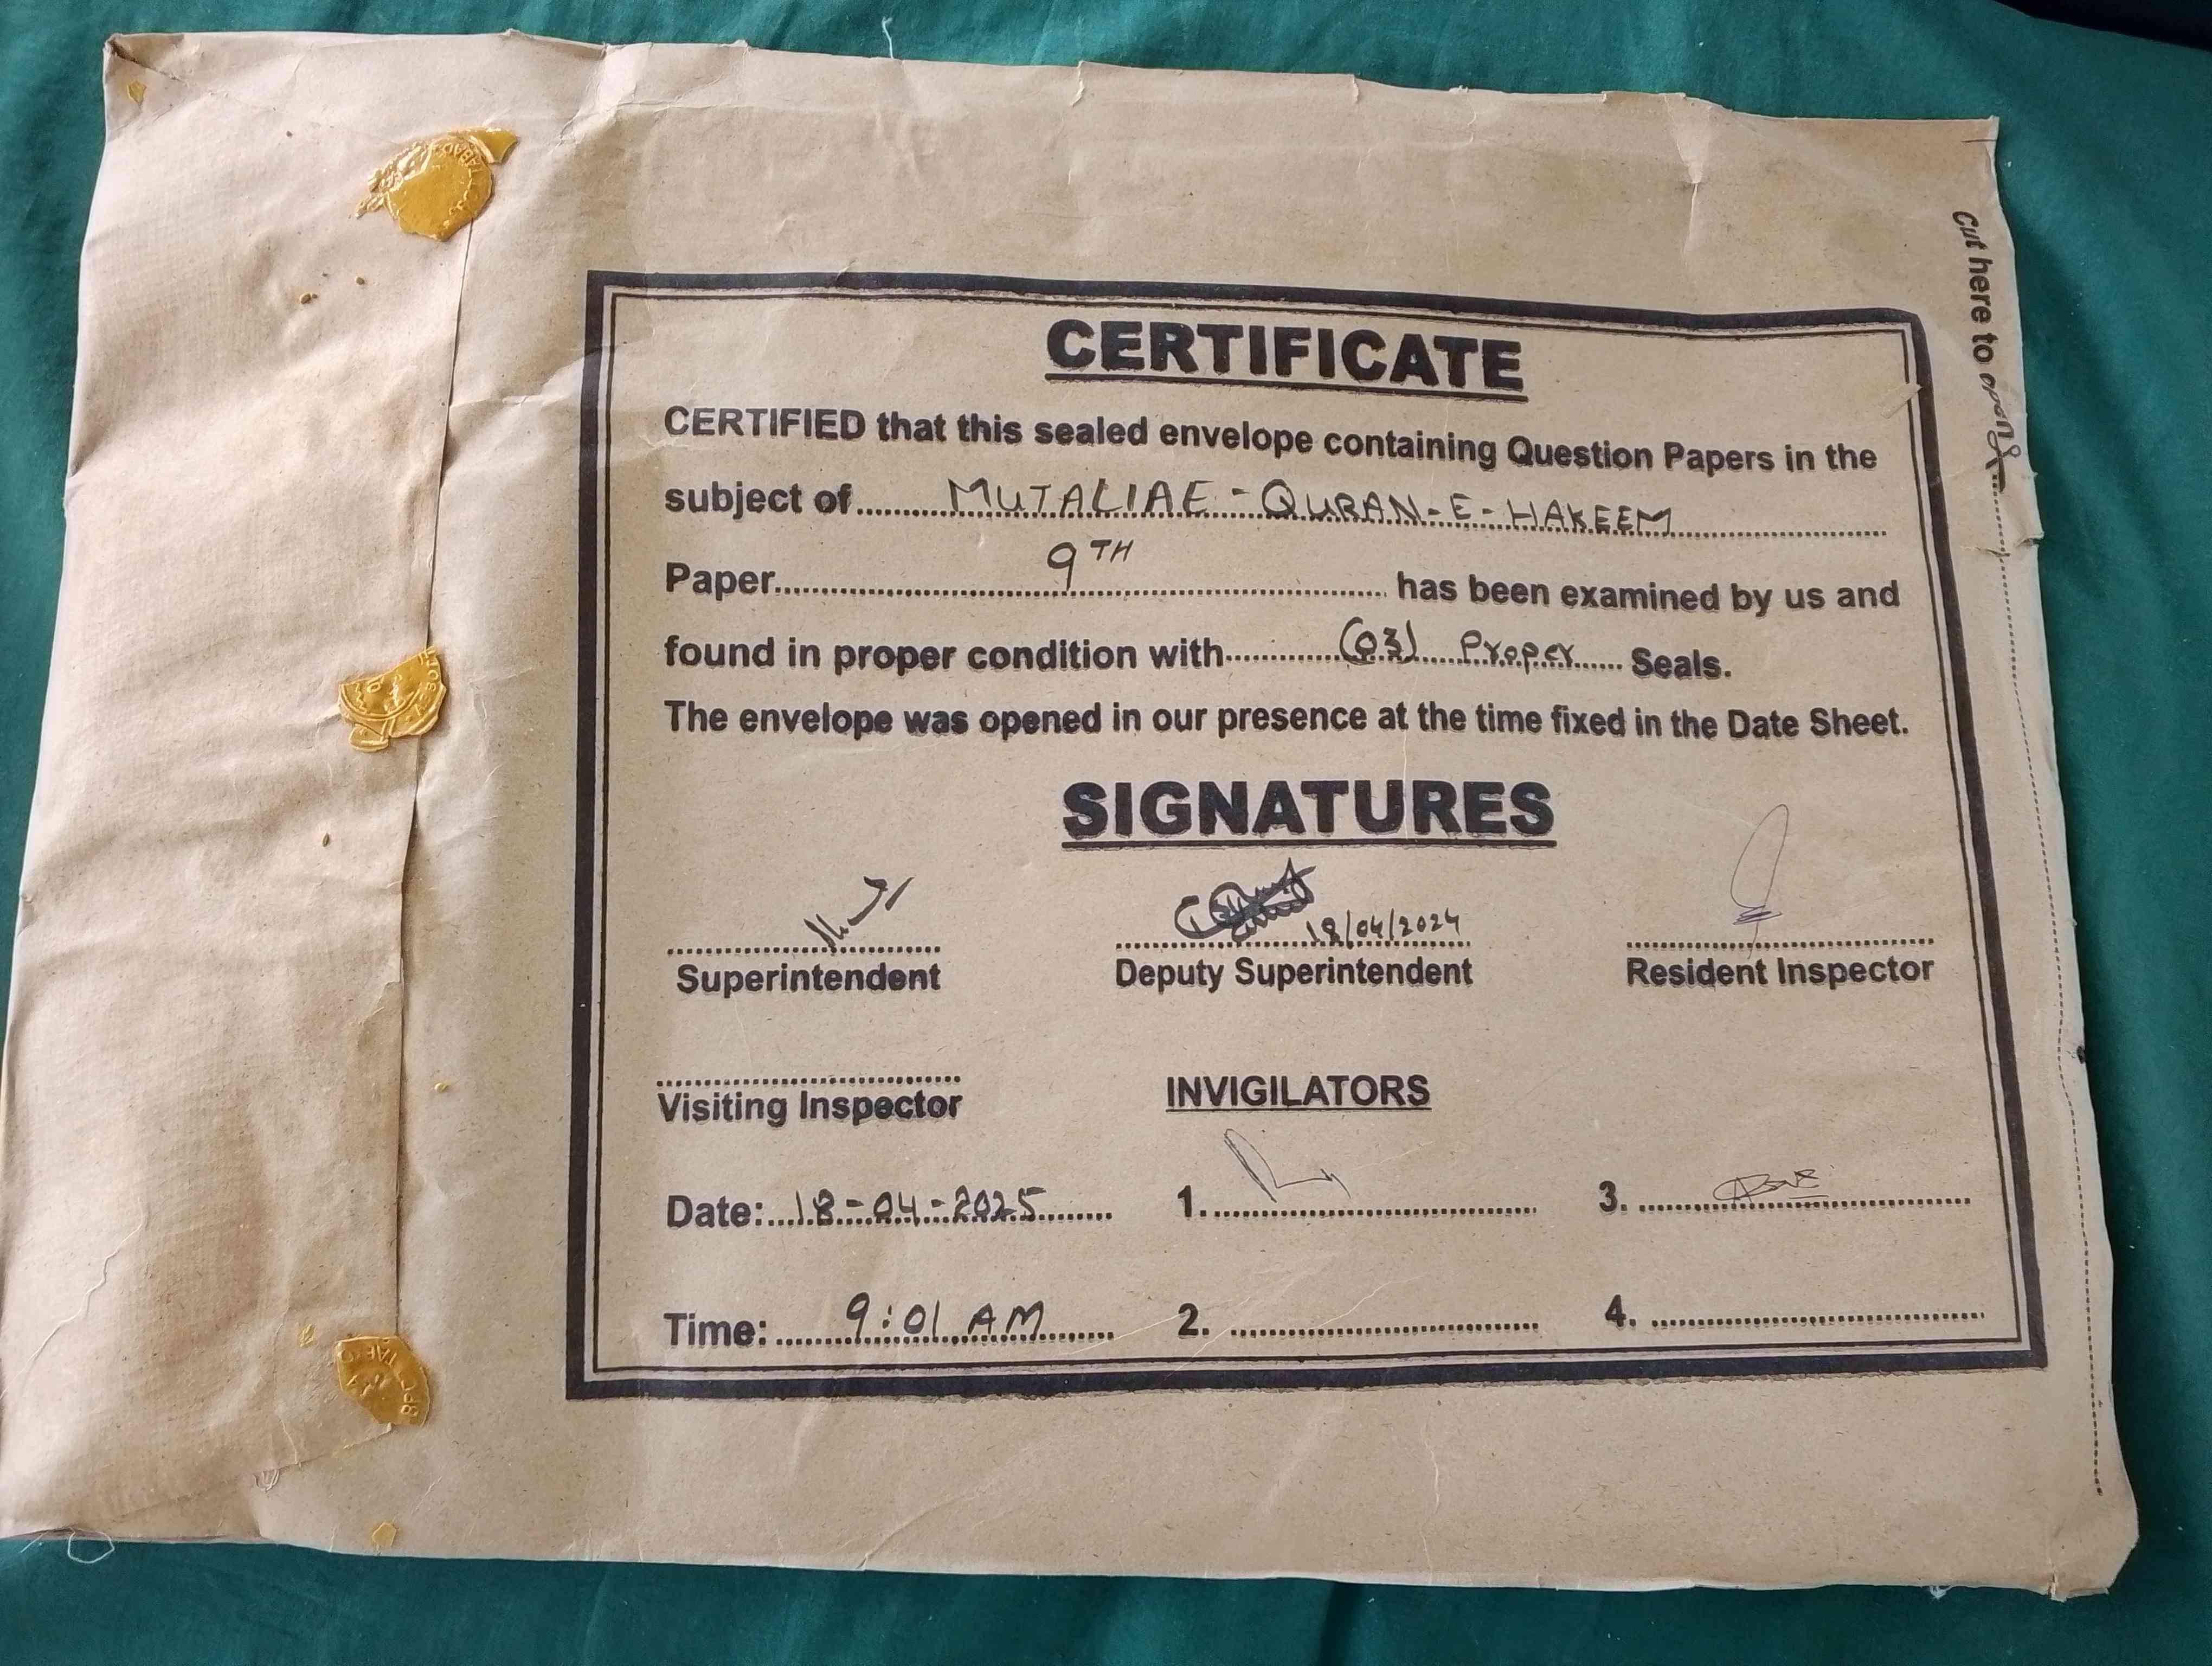 Cut here to open
CERTIFICATE
CERTIFIED that this sealed envelope containing Question Papers in the
subject of MUTALIAE-QURAN-E-HAKEEM
Paper 9TH has been examined by us and
found in proper condition with (03) Proper Seals.
The envelope was opened in our presence at the time fixed in the Date Sheet.
SIGNATURES
18/04/2024
Superintendent Deputy Superintendent Resident Inspector
Visiting Inspector INVIGILATORS
Date: 18-04-2025 1. 3.
Time: 9:01 AM 2. 4.